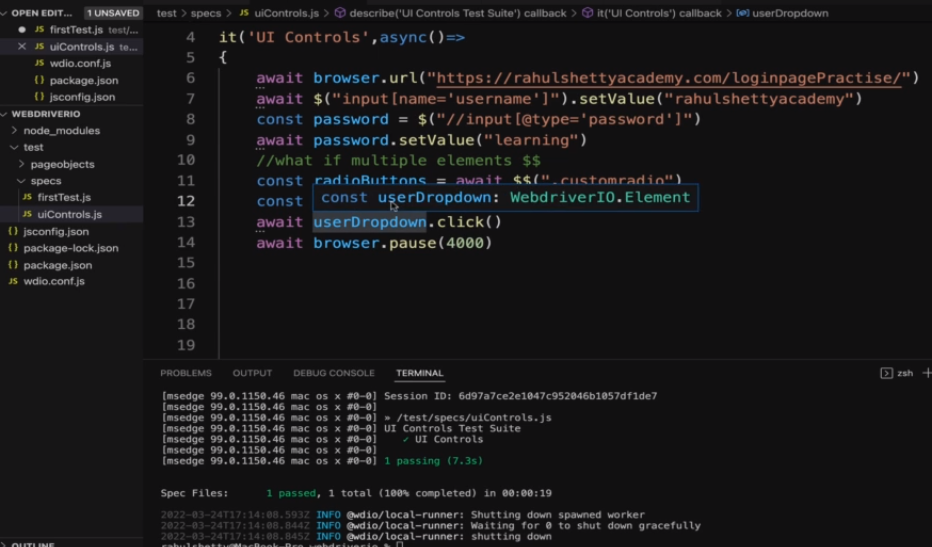 OPEN EDIT... 1 UNSAVED
JS firstTest.js test/...
JS uiControls.js te...
JS wdio.conf.js
{} package.json
{} jsconfig.json
WEBDRIVERIO
node_modules
test
pageobjects
specs
JS firstTest.js
JS uiControls.js
{} jsconfig.json
{} package-lock.json
{} package.json
JS wdio.conf.js
OUTLINE
test > specs > JS uiControls.js > describe('UI Controls Test Suite') callback > it('UI Controls') callback > userDropdown
4 it('UI Controls',async()=>
5 {
6 await browser.url("https://rahulshettyacademy.com/loginpagePractise/")
7 await $("input[name='username']").setValue("rahulshettyacademy")
8 const password = $("//input[@type='password']")
9 await password.setValue("learning")
10 //what if multiple elements $$
11 const radioButtons = await $$(".customradio")
12 const
const userDropdown: WebdriverIO.Element
13 await userDropdown.click()
14 await browser.pause(4000)
15
16
17
18
19
PROBLEMS OUTPUT DEBUG CONSOLE TERMINAL zsh
[msedge 99.0.1150.46 mac os x #0-0] Session ID: 6d97a7ce2e1047c952046b1057df1de7
[msedge 99.0.1150.46 mac os x #0-0]
[msedge 99.0.1150.46 mac os x #0-0] » /test/specs/uiControls.js
[msedge 99.0.1150.46 mac os x #0-0] UI Controls Test Suite
[msedge 99.0.1150.46 mac os x #0-0] ✓ UI Controls
[msedge 99.0.1150.46 mac os x #0-0]
[msedge 99.0.1150.46 mac os x #0-0] 1 passing (7.3s)
Spec Files: 1 passed, 1 total (100% completed) in 00:00:19
2022-03-24T17:14:08.593Z INFO @wdio/local-runner: Shutting down spawned worker
2022-03-24T17:14:08.844Z INFO @wdio/local-runner: Waiting for 0 to shut down gracefully
2022-03-24T17:14:08.845Z INFO @wdio/local-runner: shutting down
rahulshetty@MacBook-Pro webdriverio %